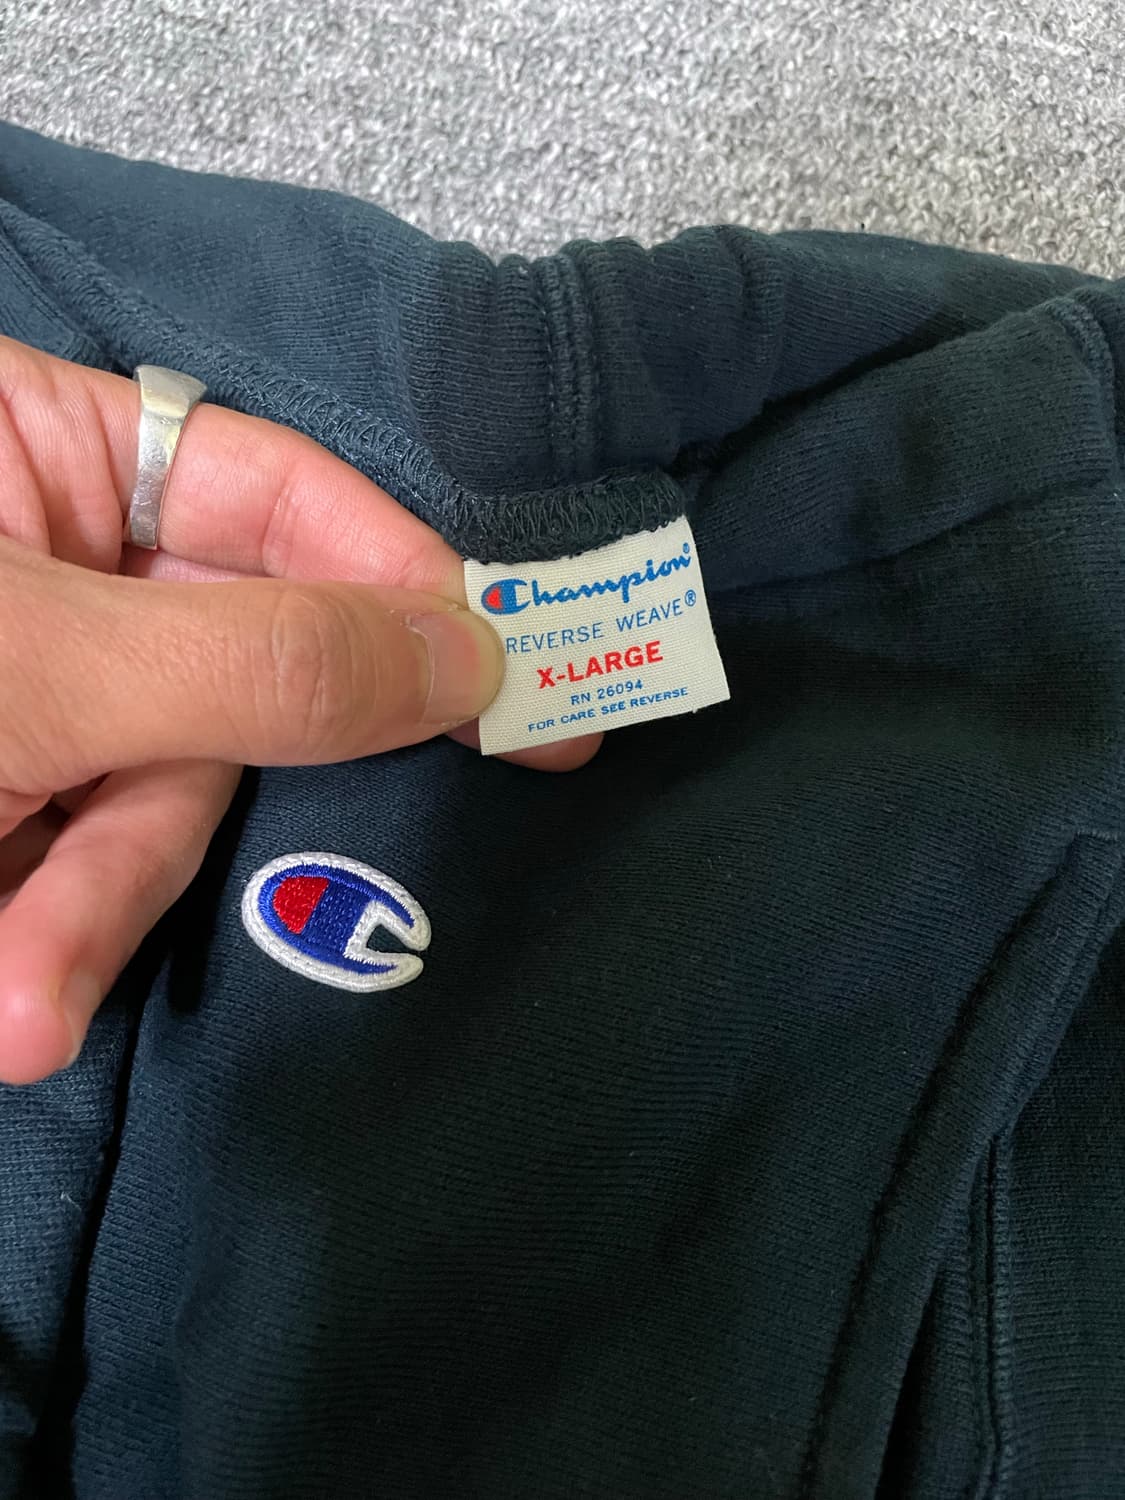 Champion®
REVERSE WEAVE®
X-LARGE
RN 26094
FOR CARE SEE REVERSE